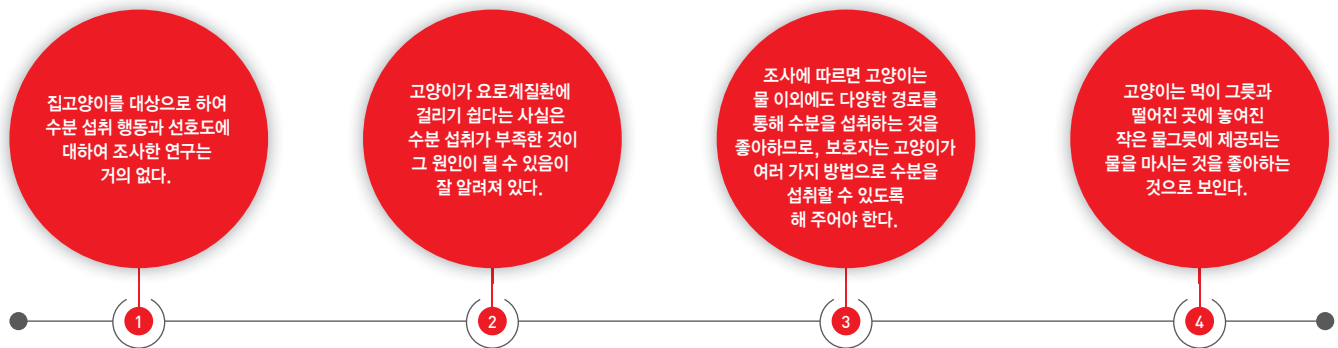 집고양이를 대상으로 하여
수분 섭취 행동과 선호도에
대하여 조사한 연구는
거의 없다.
고양이가 요로계질환에
걸리기 쉽다는 사실은
수분 섭취가 부족한 것이
그 원인이 될 수 있음이
잘 알려져 있다.
조사에 따르면 고양이는
물 이외에도 다양한 경로를
통해 수분을 섭취하는 것을
좋아하므로, 보호자는 고양이가
여러 가지 방법으로 수분을
섭취할 수 있도록
해 주어야 한다.
고양이는 먹이 그릇과
떨어진 곳에 놓여진
작은 물그릇에 제공되는
물을 마시는 것을 좋아하는
것으로 보인다.
1
2
3
4